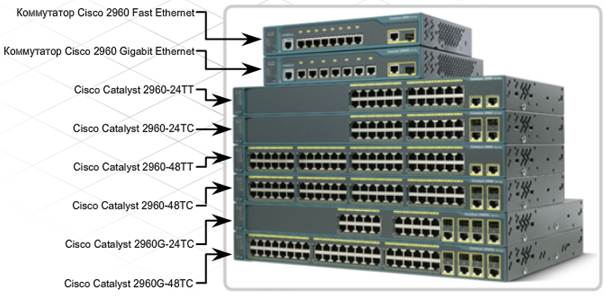 Коммутатор Cisco 2960 Fast Ethernet
Коммутатор Cisco 2960 Gigabit Ethernet
Cisco Catalyst 2960-24TT
Cisco Catalyst 2960-24TC
Cisco Catalyst 2960-48TT
Cisco Catalyst 2960-48TC
Cisco Catalyst 2960G-24TC
Cisco Catalyst 2960G-48TC